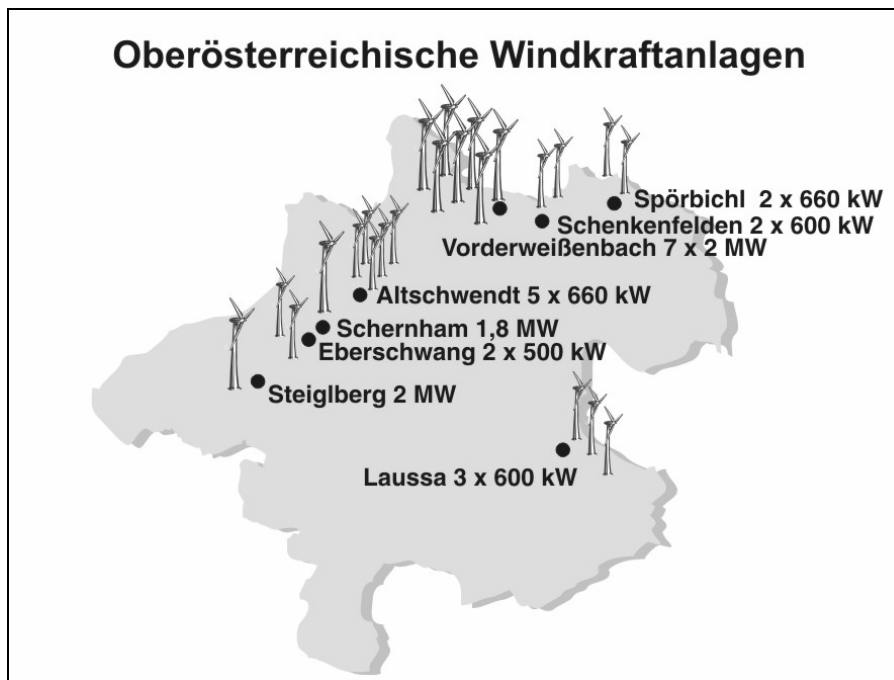 Oberösterreichische Windkraftanlagen
Spörbichl 2 x 660 kW
Schenkenfelden 2 x 600 kW
Vorderweißenbach 7 x 2 MW
Altschwendt 5 x 660 kW
Schernham 1,8 MW
Eberschwang 2 x 500 kW
Steiglberg 2 MW
Laussa 3 x 600 kW